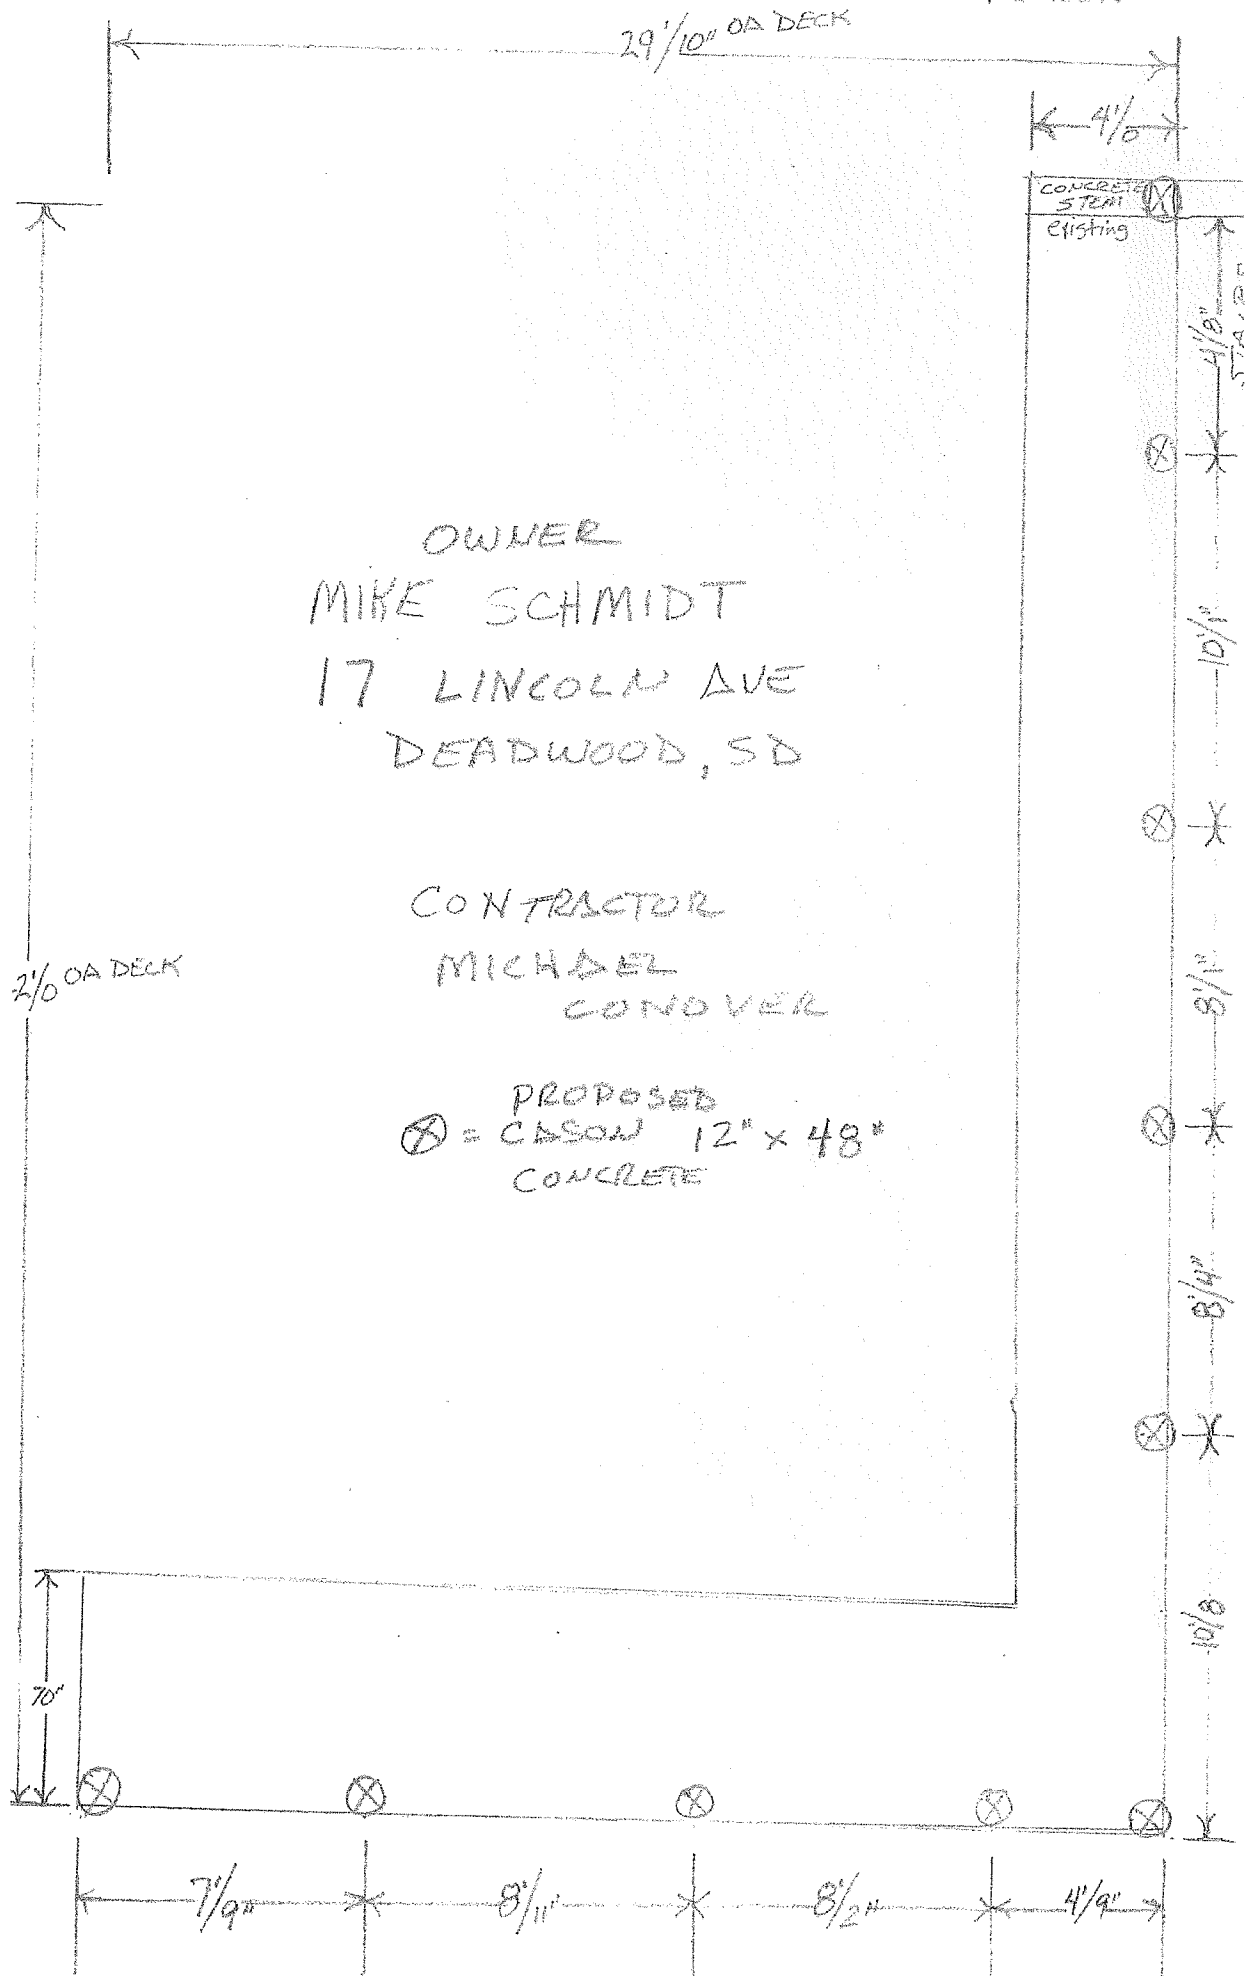 29'/10" OA DECK
4'/0
CONCRETE
STEM
existing
4'/8"
10'/1"
OWNER
MIKE SCHMIDT
17 LINCOLN AVE
DEADWOOD, SD
CONTRACTOR
MICHAEL
CONOVER
2'/0 OA DECK
8'/1"
PROPOSED
= CASON 12" x 48"
CONCRETE
8'/4"
10'/8
70"
7'/9"
8'/11"
8'/2"
4'/9"